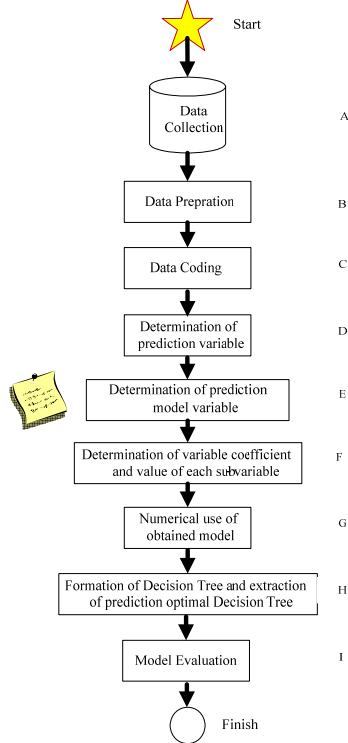 Start
Data
Collection
A
Data Prepration
B
Data Coding
C
Determination of
prediction variable
D
Determination of prediction
model variable
E
Determination of variable coefficient
and value of each subvariable
F
Numerical use of
obtained model
G
Formation of Decision Tree and extraction
of prediction optimal Decision Tree
H
Model Evaluation
I
Finish